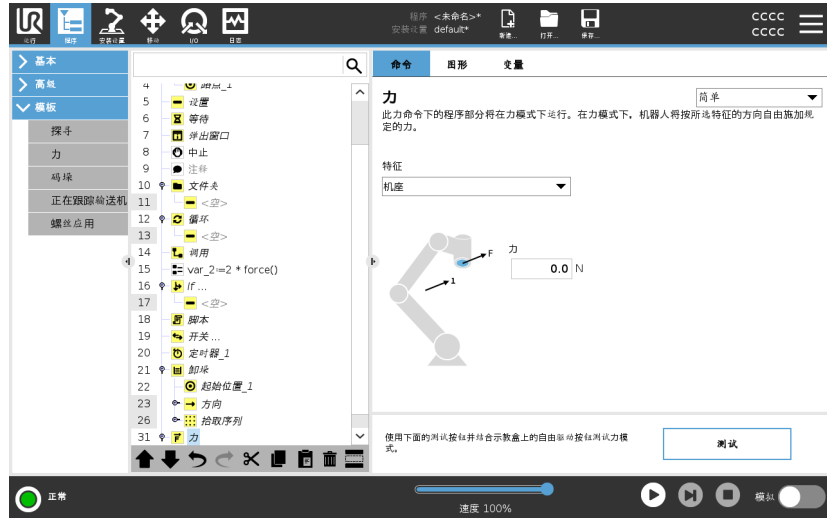 程序 <未命名>*
安装设置 default*
cccc
cccc
运行 程序 安装设置 移动 I/O 日志
新建... 打开... 保存...
基本
高级
模板
探寻
力
码垛
正在跟踪输送机
螺丝应用
4 路点_1
5 设置
6 等待
7 弹出窗口
8 中止
9 注释
10 文件夹
11 <空>
12 循环
13 <空>
14 调用
15 var_2≔2 * force()
16 If ...
17 <空>
18 脚本
19 开关 ...
20 定时器_1
21 卸垛
22 起始位置_1
23 方向
26 拾取序列
31 力
命令 图形 变量
力
简单
此力命令下的程序部分将在力模式下运行。在力模式下，机器人将按所选特征的方向自由施加规
定的力。
特征
机座
F
1
力
0.0 N
使用下面的测试按钮并结合示教盒上的自由驱动按钮测试力模
式。
测试
正常
速度 100%
模拟